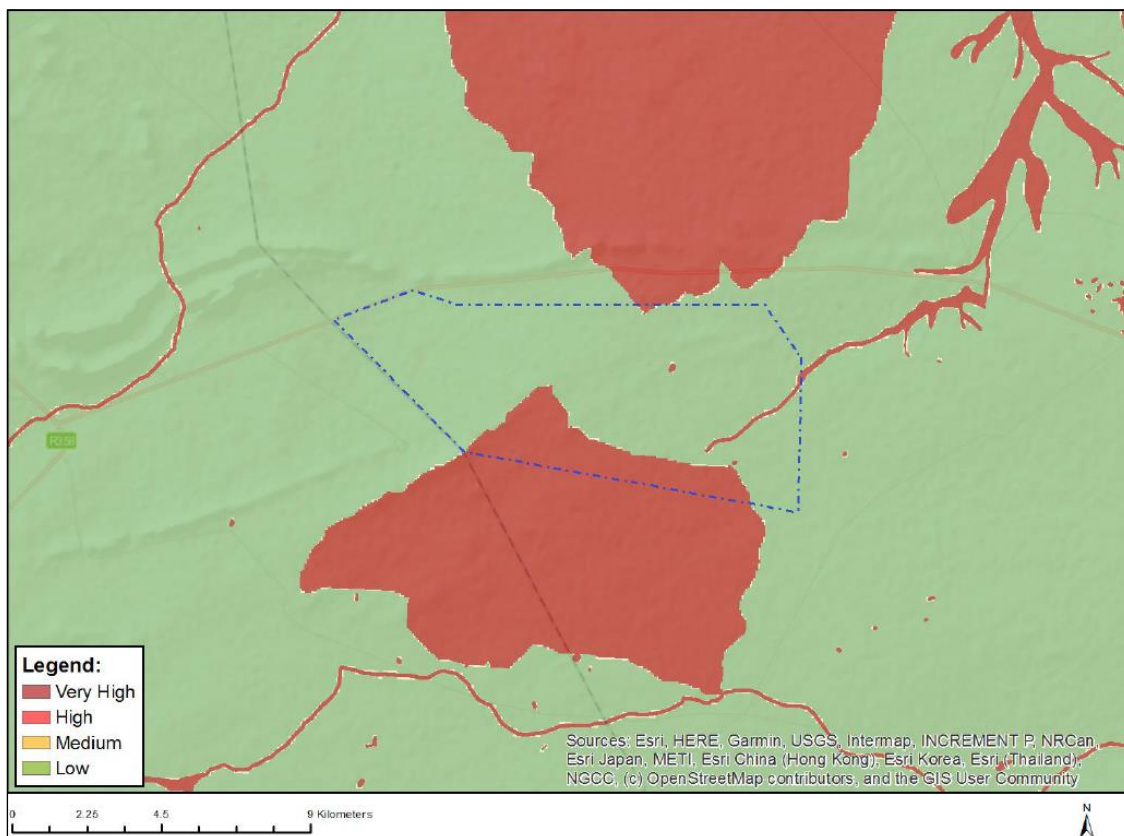 R358
Legend:
Very High
High
Medium
Low
Sources: Esri, HERE, Garmin, USGS, Intermap, INCREMENT P, NRCan,
Esri Japan, METI, Esri China (Hong Kong), Esri Korea, Esri (Thailand),
NGCC, (c) OpenStreetMap contributors, and the GIS User Community
0 2.25 4.5 9 Kilometers
N